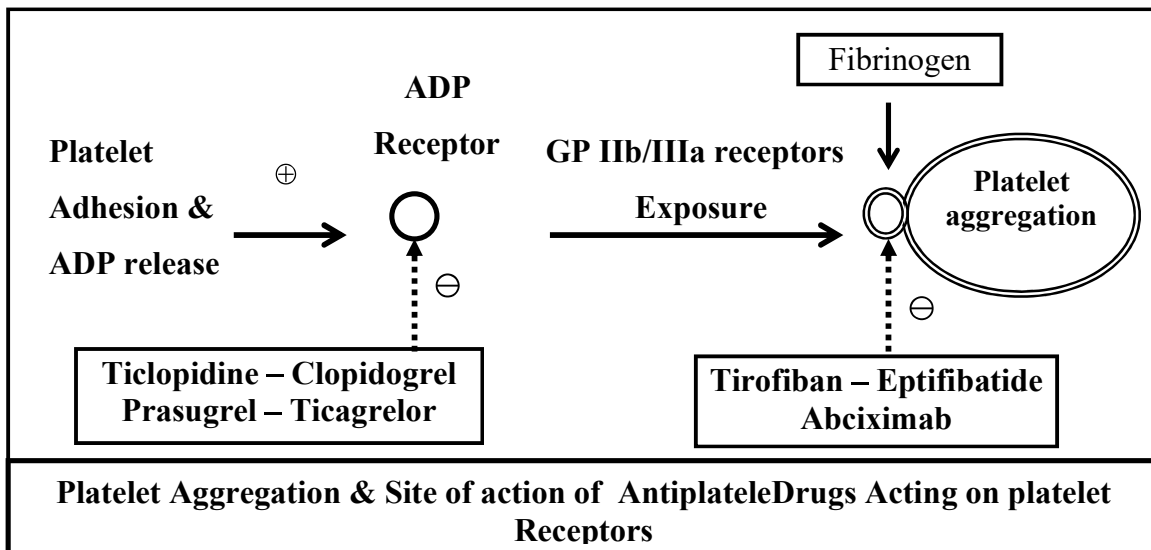 Fibrinogen
ADP
Receptor
Platelet
Adhesion &
ADP release
⊕
GP IIb/IIIa receptors
Exposure
Platelet
aggregation
⊖
⊖
Ticlopidine – Clopidogrel
Prasugrel – Ticagrelor
Tirofiban – Eptifibatide
Abciximab
Platelet Aggregation & Site of action of AntiplateleDrugs Acting on platelet
Receptors